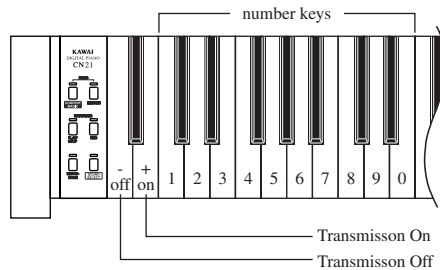 number keys
KAWAI
DIGITAL PIANO
CN21
- +
off on 1 2 3 4 5 6 7 8 9 0
Transmisson On
Transmisson Off